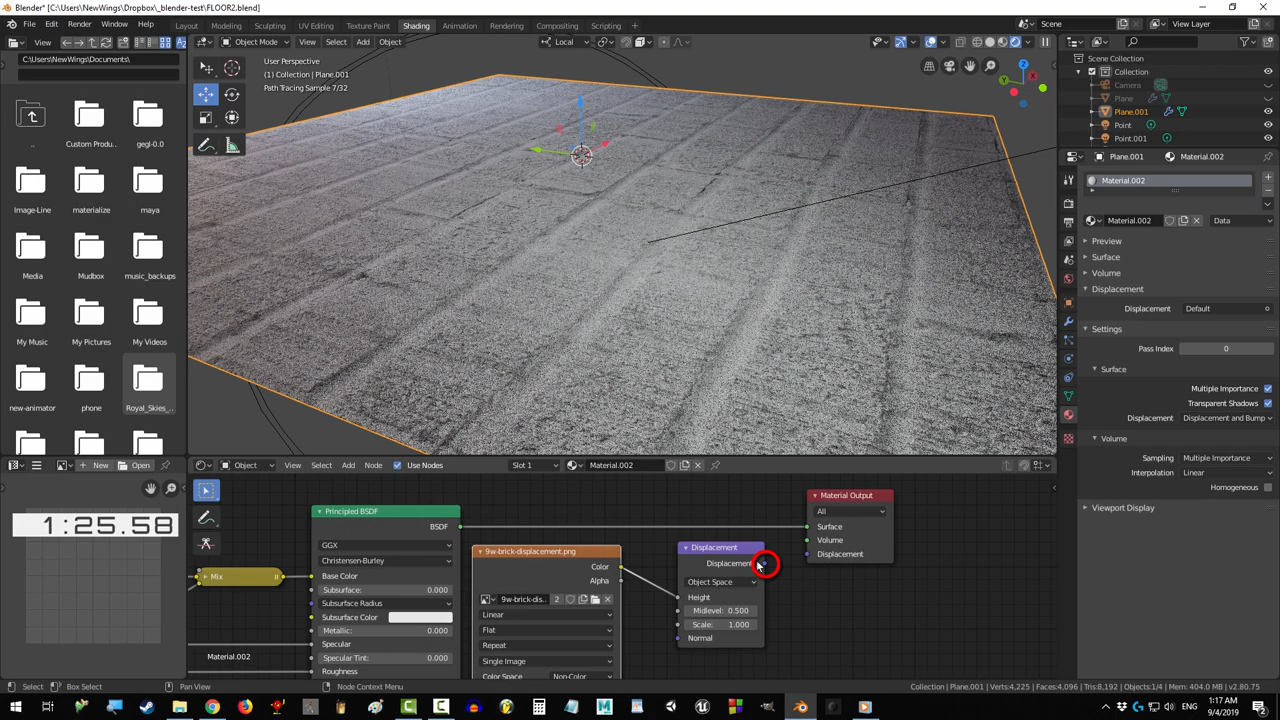 Blender* [C:\Users\NewWings\Dropbox\_blender-test\FLOOR2.blend]
File Edit Render Window Help Layout Modeling Sculpting UV Editing Texture Paint Shading Animation Rendering Compositing Scripting + Scene View Layer
View Object Mode View Select Add Object Local
C:\Users\NewWings\Documents\
User Perspective
(1) Collection | Plane.001
Path Tracing Sample 7/32
..
Custom Produ..
gegl-0.0
Image-Line
materialize
maya
Media
Mudbox
music_backups
My Music
My Pictures
My Videos
new-animator
phone
Royal_Skies_..
Z
Y
X
Scene Collection
Collection
Camera
Plane
Plane.001
Point
Point.001
Plane.001 Material.002
Material.002
Material.002 Data
Preview
Surface
Volume
Displacement
Displacement Default
Settings
Pass Index 0
Surface
Multiple Importance
Transparent Shadows
Displacement Displacement and Bump
Volume
Sampling Multiple Importance
Interpolation Linear
Homogeneous
Viewport Display
New Open
Object View Select Add Node Use Nodes Slot 1 Material.002
1:25.58
Principled BSDF
BSDF
GGX
Christensen-Burley
Base Color
Subsurface: 0.000
Subsurface Radius
Subsurface Color
Metallic: 0.000
Specular
Specular Tint: 0.000
Roughness
Mix
Material.002
9w-brick-displacement.png
Color
Alpha
9w-brick-dis.. 2
Linear
Flat
Repeat
Single Image
Color Space Non-Color
Displacement
Displacement
Object Space
Height
Midlevel: 0.500
Scale: 1.000
Normal
Material Output
All
Surface
Volume
Displacement
Select Box Select Pan View Node Context Menu Collection | Plane.001 | Verts:4,225 | Faces:4,096 | Tris:8,192 | Objects:1/4 | Mem: 404.0 MB | v2.80.75
1:17 AM
9/4/2019